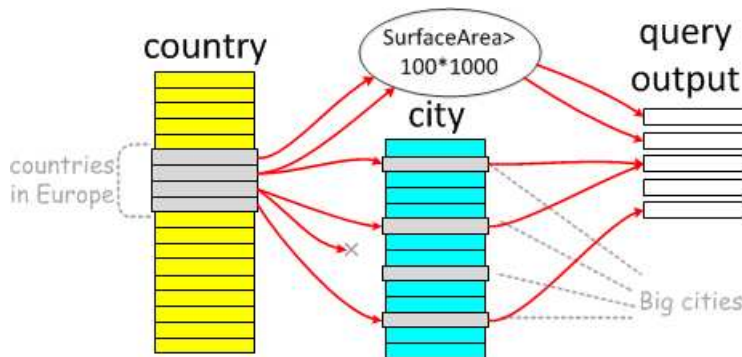 country
SurfaceArea>
100*1000
query
output
city
countries
in Europe
Big cities